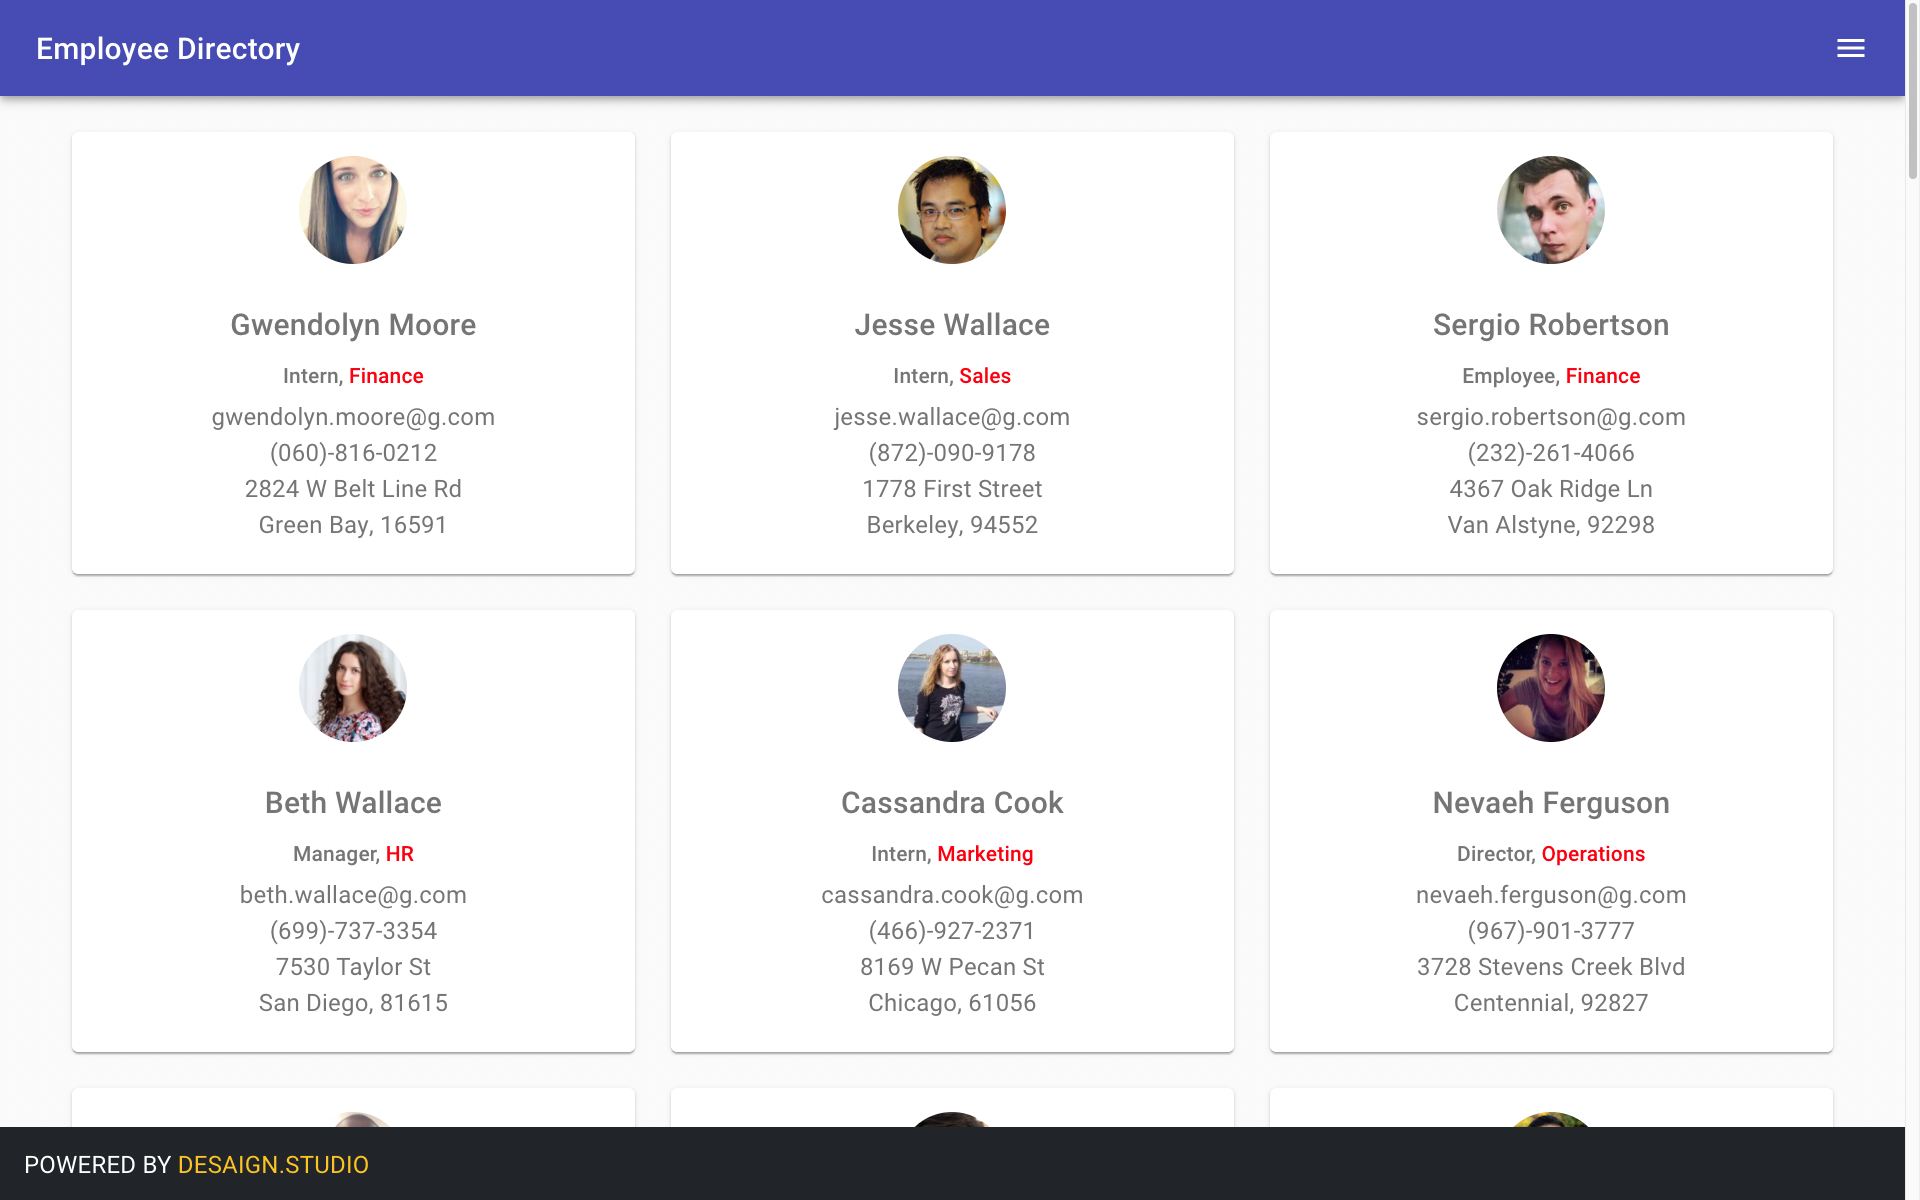 Employee Directory
Gwendolyn Moore
Intern, Finance
gwendolyn.moore@g.com
(060)-816-0212
2824 W Belt Line Rd
Green Bay, 16591
Jesse Wallace
Intern, Sales
jesse.wallace@g.com
(872)-090-9178
1778 First Street
Berkeley, 94552
Sergio Robertson
Employee, Finance
sergio.robertson@g.com
(232)-261-4066
4367 Oak Ridge Ln
Van Alstyne, 92298
Beth Wallace
Manager, HR
beth.wallace@g.com
(699)-737-3354
7530 Taylor St
San Diego, 81615
Cassandra Cook
Intern, Marketing
cassandra.cook@g.com
(466)-927-2371
8169 W Pecan St
Chicago, 61056
Nevaeh Ferguson
Director, Operations
nevaeh.ferguson@g.com
(967)-901-3777
3728 Stevens Creek Blvd
Centennial, 92827
POWERED BY DESAIGN.STUDIO